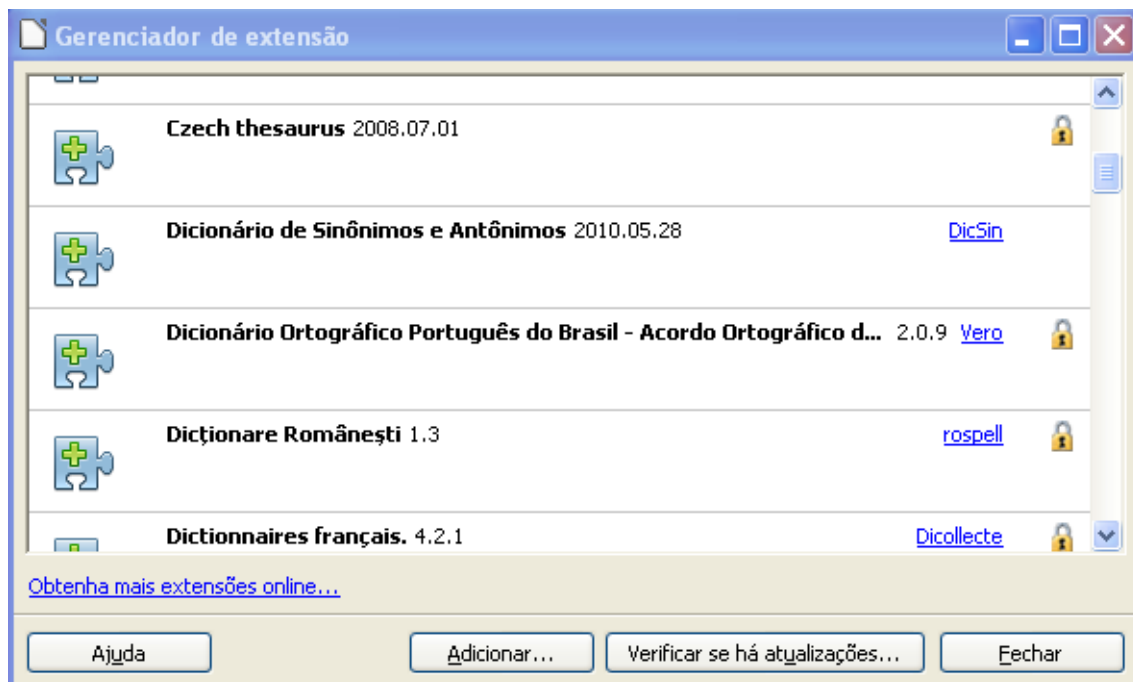 Gerenciador de extensão
Czech thesaurus 2008.07.01
Dicionário de Sinônimos e Antônimos 2010.05.28 DicSin
Dicionário Ortográfico Português do Brasil - Acordo Ortográfico d... 2.0.9 Vero
Dicționare Românești 1.3 rospell
Dictionnaires français. 4.2.1 Dicollecte
Obtenha mais extensões online...
Ajuda Adicionar... Verificar se há atualizações... Fechar